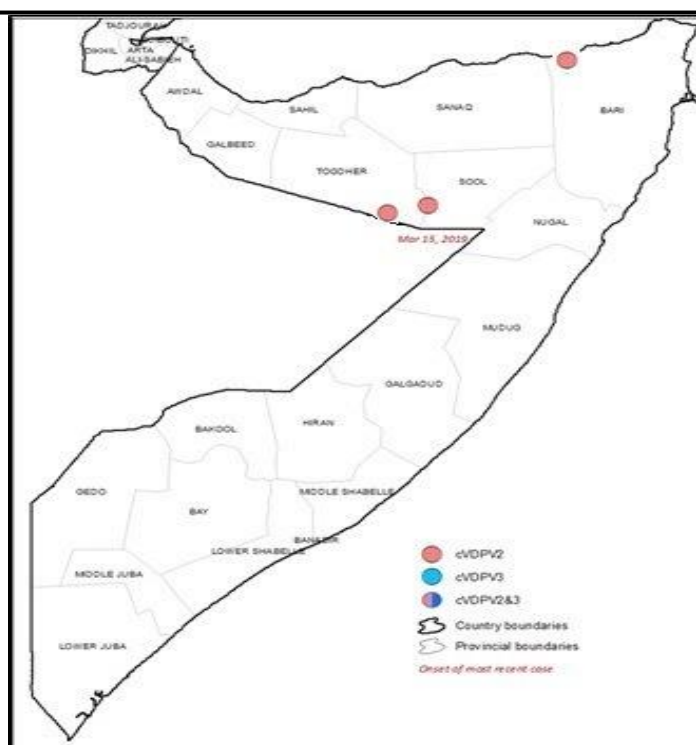 TADJOURAH
DIKHIL
ARTA
ALI-SABIEH
AWDAL
SAHIL
SANAQ
BARI
GALBEED
TOGDHER
SOOL
NUGAL
Mar 15, 2019
MUDUG
GALGADUD
HIRAN
BAKOOL
GEDO
MIDDLE SHABELLE
BAY
BANADIR
LOWER SHABELLE
MIDDLE JUBA
LOWER JUBA
cVDPV2
cVDPV3
cVDPV2&3
Country boundaries
Provincial boundaries
Onset of most recent case